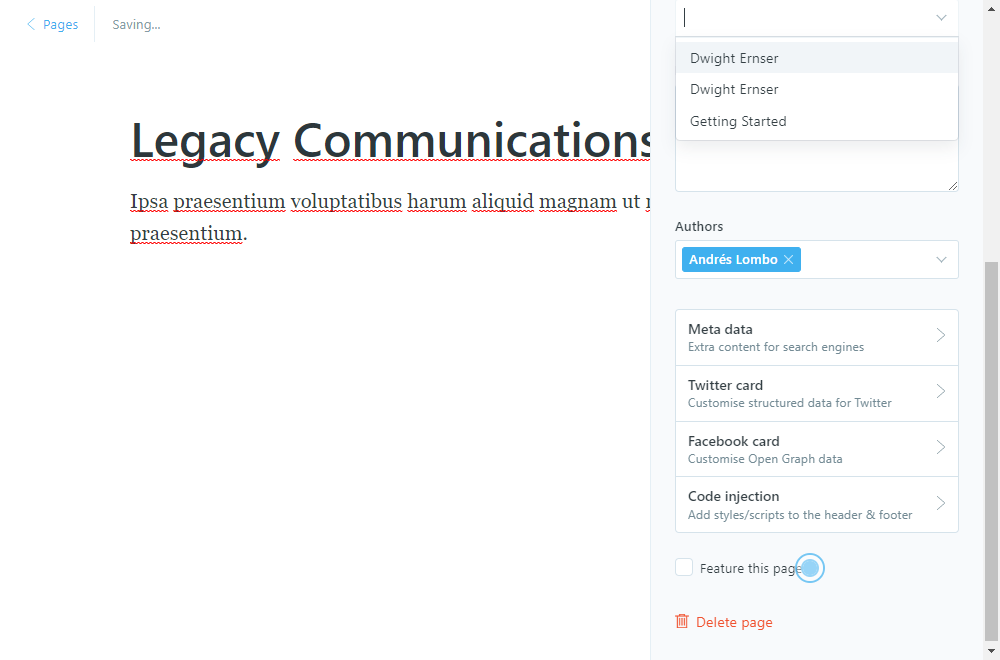 Pages
Saving...
Legacy Communications
Ipsa praesentium voluptatibus harum aliquid magnam ut
praesentium.
Dwight Ernser
Dwight Ernser
Getting Started
Authors
Andrés Lombo
Meta data
Extra content for search engines
Twitter card
Customise structured data for Twitter
Facebook card
Customise Open Graph data
Code injection
Add styles/scripts to the header & footer
Feature this page
Delete page